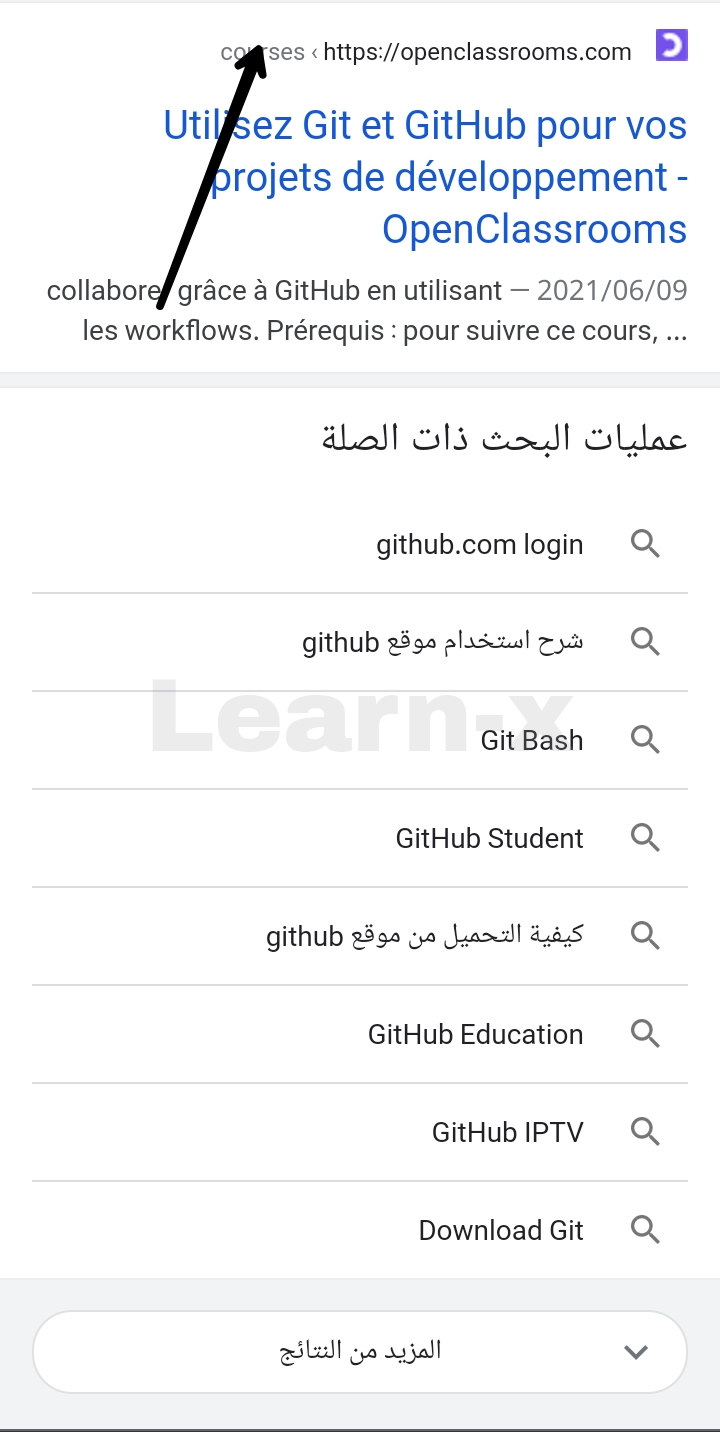 https://openclassrooms.com › courses
Utilisez Git et GitHub pour vos
projets de développement -
OpenClassrooms
2021/06/09 — collaborer grâce à GitHub en utilisant
les workflows. Prérequis : pour suivre ce cours, ...
عمليات البحث ذات الصلة
github.com login
شرح استخدام موقع github
Learn-x
Git Bash
GitHub Student
كيفية التحميل من موقع github
GitHub Education
GitHub IPTV
Download Git
المزيد من النتائج